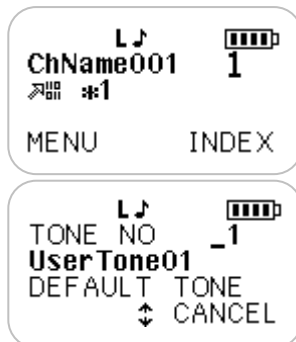 L♪
ChName001 1
*1
MENU INDEX
L♪
TONE NO _1
UserTone01
DEFAULT TONE
↕ CANCEL